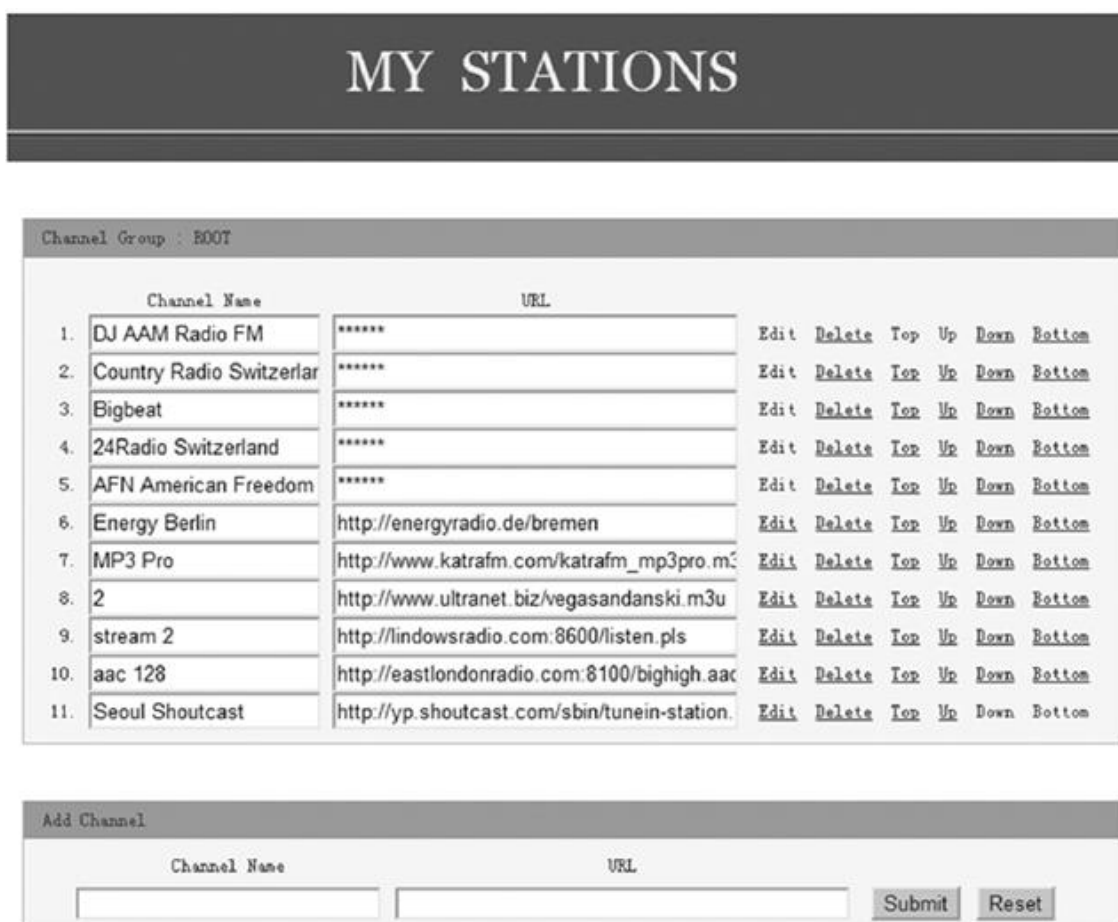 MY STATIONS
Channel Group : ROOT
Channel Name URL
1. DJ AAM Radio FM ****** Edit Delete Top Up Down Bottom
2. Country Radio Switzerlar ****** Edit Delete Top Up Down Bottom
3. Bigbeat ****** Edit Delete Top Up Down Bottom
4. 24Radio Switzerland ****** Edit Delete Top Up Down Bottom
5. AFN American Freedom ****** Edit Delete Top Up Down Bottom
6. Energy Berlin http://energyradio.de/bremen Edit Delete Top Up Down Bottom
7. MP3 Pro http://www.katrafm.com/katrafm_mp3pro.m3 Edit Delete Top Up Down Bottom
8. 2 http://www.ultranet.biz/vegasandanski.m3u Edit Delete Top Up Down Bottom
9. stream 2 http://lindowsradio.com:8600/listen.pls Edit Delete Top Up Down Bottom
10. aac 128 http://eastlondonradio.com:8100/bighigh.aac Edit Delete Top Up Down Bottom
11. Seoul Shoutcast http://yp.shoutcast.com/sbin/tunein-station. Edit Delete Top Up Down Bottom
Add Channel
Channel Name URL
Submit Reset